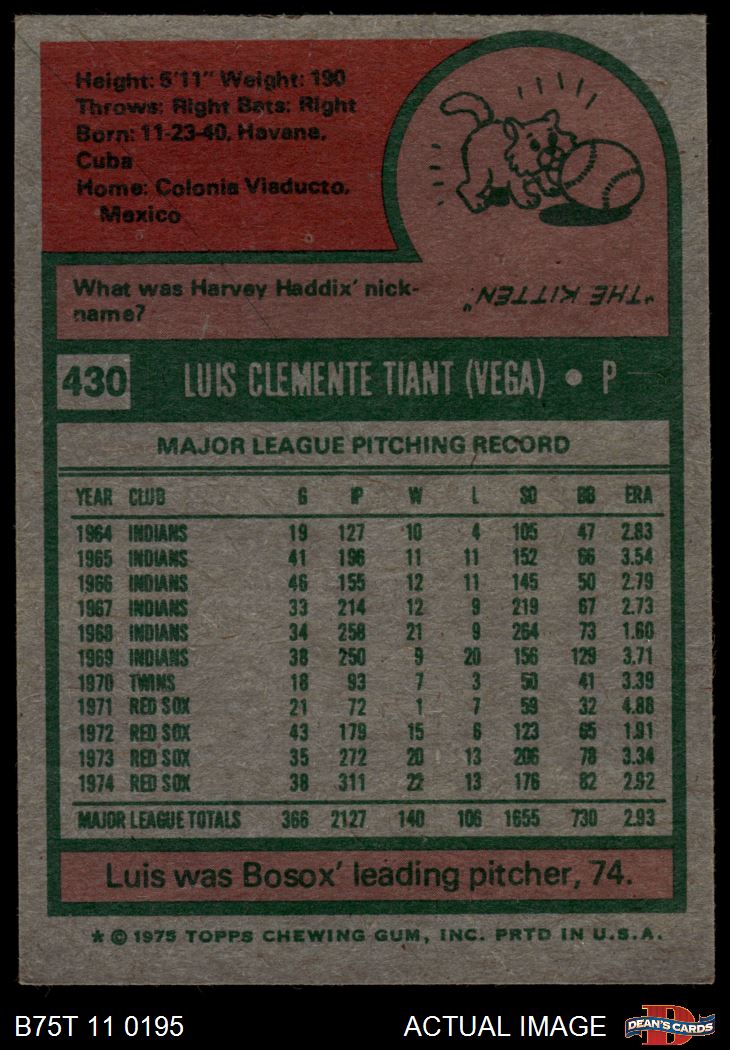 Height: 5'11" Weight: 190
Throws: Right Bats: Right
Born: 11-23-40, Havana,
Cuba
Home: Colonia Viaducto,
Mexico
What was Harvey Haddix' nick-
name?
"THE KITTEN"
430 LUIS CLEMENTE TIANT (VEGA) • P
MAJOR LEAGUE PITCHING RECORD
YEAR CLUB G IP W L SO BB ERA
1964 INDIANS 19 127 10 4 105 47 2.83
1965 INDIANS 41 196 11 11 152 66 3.54
1966 INDIANS 46 155 12 11 145 50 2.79
1967 INDIANS 33 214 12 9 219 67 2.73
1968 INDIANS 34 258 21 9 264 73 1.60
1969 INDIANS 38 250 9 20 156 129 3.71
1970 TWINS 18 93 7 3 50 41 3.39
1971 RED SOX 21 72 1 7 59 32 4.88
1972 RED SOX 43 179 15 6 123 65 1.91
1973 RED SOX 35 272 20 13 206 78 3.34
1974 RED SOX 38 311 22 13 176 82 2.92
MAJOR LEAGUE TOTALS 366 2127 140 106 1655 730 2.93
Luis was Bosox' leading pitcher, 74.
* © 1975 TOPPS CHEWING GUM, INC. PRTD IN U.S.A.
B75T 11 0195 ACTUAL IMAGE D DEAN'S CARDS